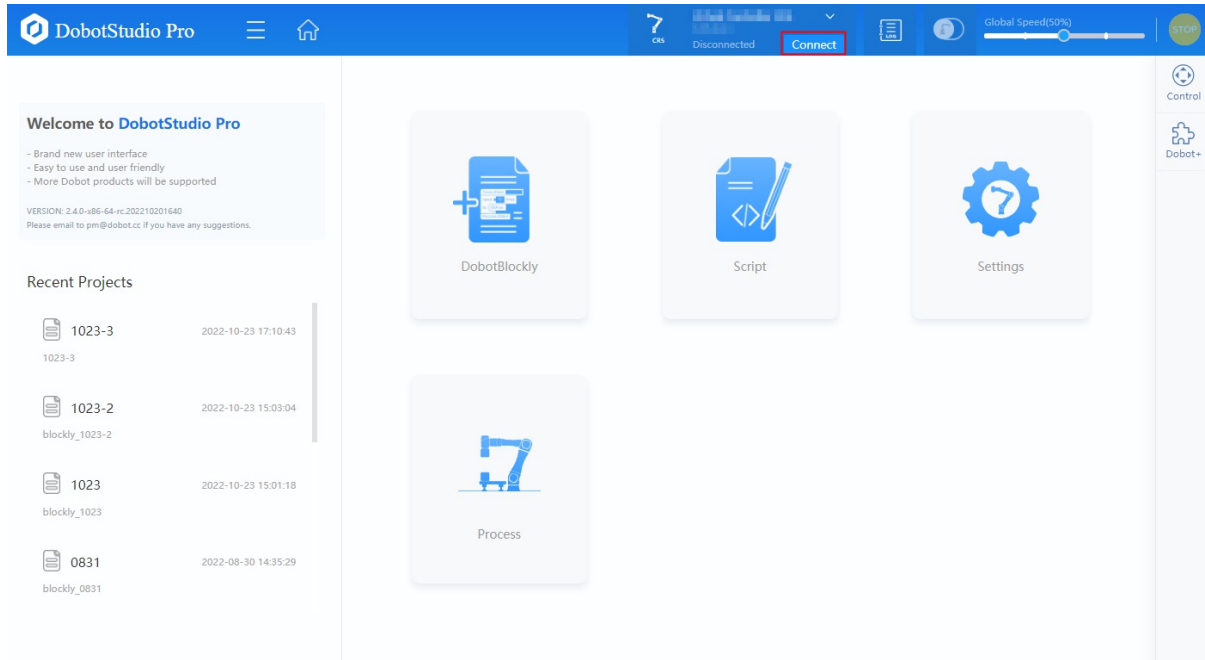 DobotStudio Pro
CR5
Disconnected
Connect
LOG
Global Speed(50%)
STOP
Control
Dobot+
Welcome to DobotStudio Pro
- Brand new user interface
- Easy to use and user friendly
- More Dobot products will be supported
VERSION: 2.4.0-x86-64-rc.202210201640
Please email to pm@dobot.cc if you have any suggestions.
Recent Projects
1023-3 2022-10-23 17:10:43
1023-3
1023-2 2022-10-23 15:03:04
blockly_1023-2
1023 2022-10-23 15:01:18
blockly_1023
0831 2022-08-30 14:35:29
blockly_0831
DobotBlockly
Script
Settings
Process